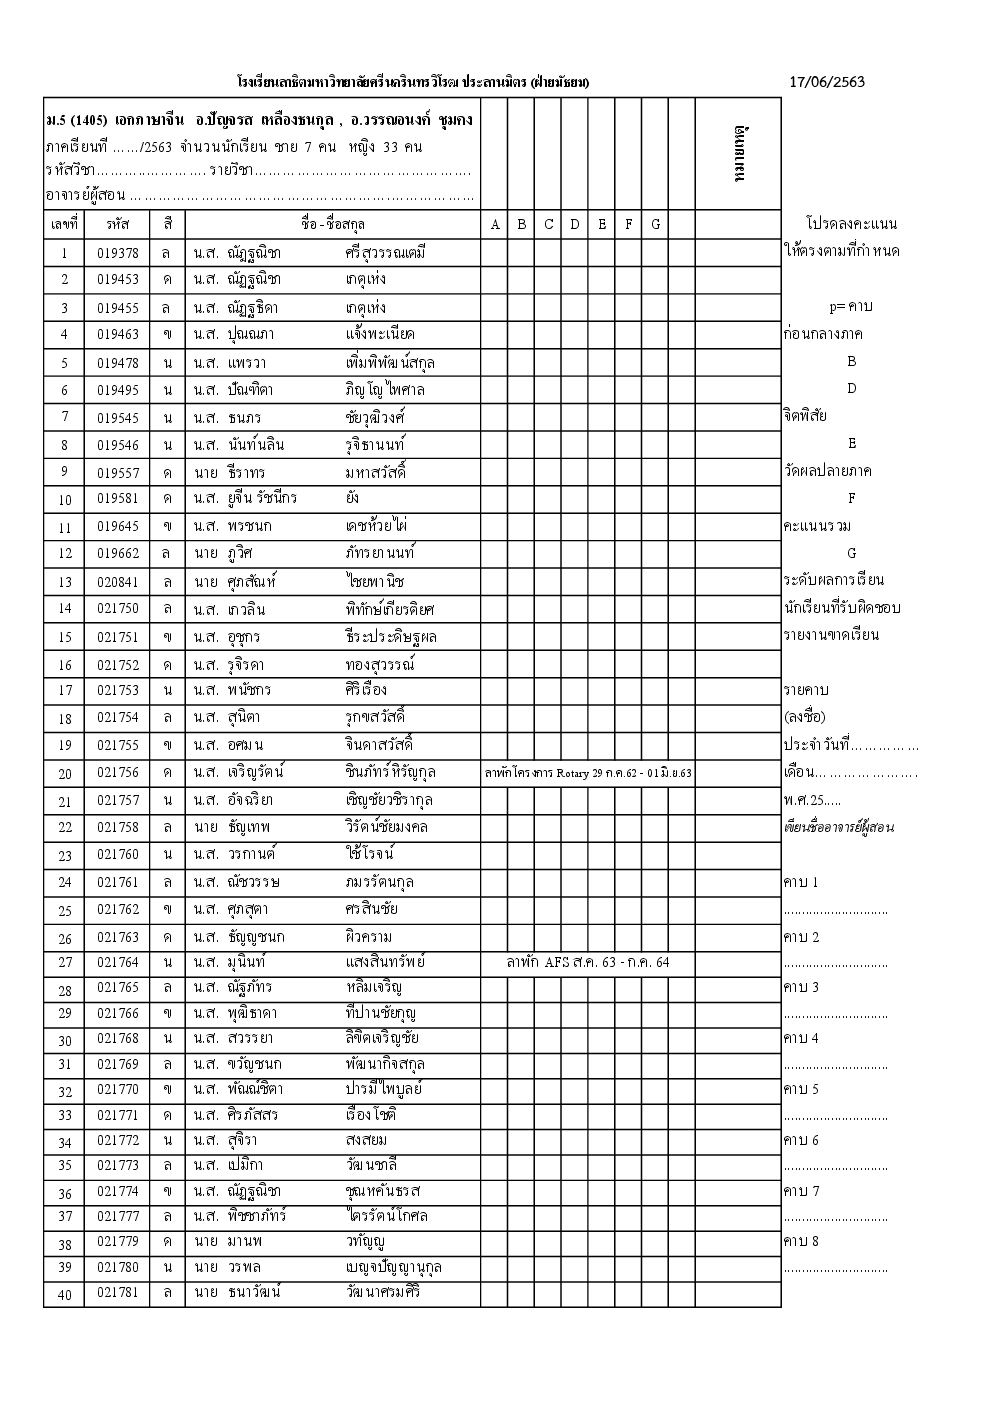 โรงเรียนสาธิตมหาวิทยาลัยศรีนครินทรวิโรฒ ประสานมิตร (ฝ่ายมัธยม) 17/06/2563
ม.5 (1405) เอกภาษาจีน อ.ปัญจรส เหลืองธนกุล , อ.วรรณอนงค์ ชุมคง
หมายเหตุ
ภาคเรียนที่ ....../2563 จำนวนนักเรียน ชาย 7 คน หญิง 33 คน
รหัสวิชา........................ รายวิชา................................................
อาจารย์ผู้สอน ............................................................................
เลขที่ รหัส สี ชื่อ - ชื่อสกุล A B C D E F G โปรดลงคะแนน
1 019378 ล น.ส. ณัฎฐณิชา ศรีสุวรรณเตมี ให้ตรงตามที่กำหนด
2 019453 ค น.ส. ณัฏฐณิชา เกตุเห่ง
3 019455 ล น.ส. ณัฏฐธิดา เกตุเห่ง p= คาบ
4 019463 ข น.ส. ปุณณภา แจ้งพะเนียด ก่อนกลางภาค
5 019478 น น.ส. แพรวา เพิ่มพิพัฒน์สกุล B
6 019495 น น.ส. ปัณฑิตา ภิญโญไพศาล D
7 019545 น น.ส. ธนภร ชัยวุฒิวงศ์ จิตพิสัย
8 019546 น น.ส. นันท์นลิน รุจิธานนท์ E
9 019557 ค นาย ธีราทร มหาสวัสดิ์ วัดผลปลายภาค
10 019581 ค น.ส. ยูจีน รัชนีกร ยัง F
11 019645 ข น.ส. พรชนก เดชห้วยไผ่ คะแนนรวม
12 019662 ล นาย ภูวิศ ภัทรยานนท์ G
13 020841 ล นาย ศุภสัณห์ ไชยพานิช ระดับผลการเรียน
14 021750 ล น.ส. เกวลิน พิทักษ์เกียรติยศ นักเรียนที่รับผิดชอบ
15 021751 ข น.ส. อุชุกร ธีระประดิษฐผล รายงานขาดเรียน
16 021752 ค น.ส. รุจิรดา ทองสุวรรณ์
17 021753 น น.ส. พนัชกร ศิริเรือง รายคาบ
18 021754 ล น.ส. สุนิตา รุกขสวัสดิ์ (ลงชื่อ)
19 021755 ข น.ส. อศมน จินดาสวัสดิ์ ประจำวันที่...............
20 021756 ค น.ส. เจริญรัตน์ ชินภัทร์หิรัญกุล ลาพักโครงการ Rotary 29 ก.ค.62 - 01 มิ.ย.63 เดือน......................
21 021757 น น.ส. อัจฉริยา เชิญชัยวชิรากุล พ.ศ.25.....
22 021758 ล นาย ธัญเทพ วิรัตน์ชัยมงคล เขียนชื่ออาจารย์ผู้สอน
23 021760 น น.ส. วรกานต์ ใช้โรจน์
24 021761 ล น.ส. ณัชวรรษ ภมรรัตนกุล คาบ 1
25 021762 ข น.ส. ศุภสุตา ศรสินชัย .............................
26 021763 ค น.ส. ธัญญชนก ผิวคราม คาบ 2
27 021764 น น.ส. มุนินท์ แสงสินทรัพย์ ลาพัก AFS ส.ค. 63 - ก.ค. 64 .............................
28 021765 ล น.ส. ณัฐภัทร หลิมเจริญ คาบ 3
29 021766 ข น.ส. พุฒิธาดา ทีปานชัยกุญ .............................
30 021768 น น.ส. สวรรยา ลิขิตเจริญชัย คาบ 4
31 021769 ล น.ส. ขวัญชนก พัฒนากิจสกุล .............................
32 021770 ข น.ส. พัณณ์ชิตา ปารมีไพบูลย์ คาบ 5
33 021771 ค น.ส. ศิรภัสสร เรืองโชติ .............................
34 021772 น น.ส. สุจิรา สงสยม คาบ 6
35 021773 ล น.ส. เปมิกา วัฒนชาลี .............................
36 021774 ข น.ส. ณัฏฐณิชา ชุณหคันธรส คาบ 7
37 021777 ล น.ส. พิชชาภัทร์ ไตรรัตน์โกศล .............................
38 021779 ค นาย มานพ วทัญญู คาบ 8
39 021780 น นาย วรพล เบญจปัญญานุกุล .............................
40 021781 ล นาย ธนาวัฒน์ วัฒนาศรมศิริ